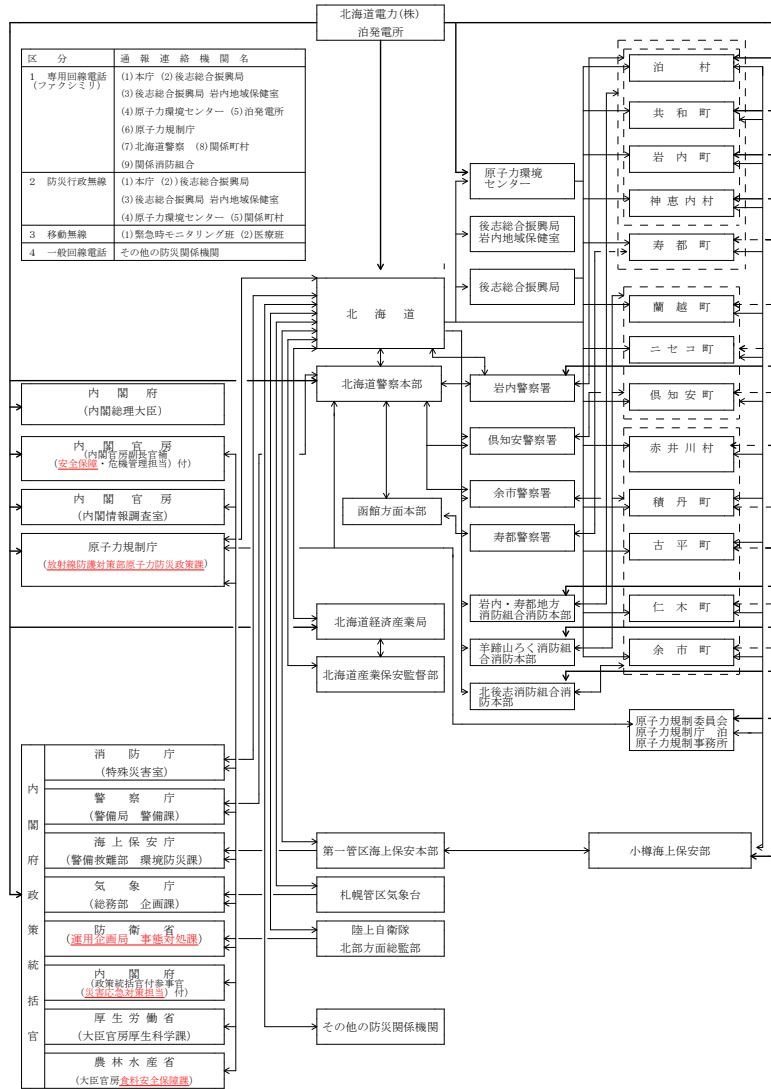 北海道電力(株)
泊発電所
区　分　通報連絡機関名
1　専用回線電話　(1)本庁 (2)後志総合振興局
(ファクシミリ)
(3)後志総合振興局 岩内地域保健室
(4)原子力環境センター (5)泊発電所
(6)原子力規制庁
(7)北海道警察　(8)関係町村
(9)関係消防組合
2　防災行政無線　(1)本庁 (2))後志総合振興局
(3)後志総合振興局 岩内地域保健室
(4)原子力環境センター (5)関係町村
3　移動無線　(1)緊急時モニタリング班 (2)医療班
4　一般回線電話　その他の防災関係機関
泊　村
共和町
岩内町
神恵内村
寿都町
蘭越町
ニセコ町
倶知安町
赤井川村
積丹町
古平町
仁木町
余市町
原子力環境
センター
後志総合振興局
岩内地域保健室
後志総合振興局
北海道
北海道警察本部
岩内警察署
倶知安警察署
余市警察署
寿都警察署
函館方面本部
岩内・寿都地方
消防組合消防本部
羊蹄山ろく消防組
合消防本部
北後志消防組合消
防本部
原子力規制委員会
原子力規制庁　泊
原子力規制事務所
内閣府
(内閣総理大臣)
内閣官房
(内閣官房副長官補
(安全保障・危機管理担当) 付)
内閣官房
(内閣情報調査室)
原子力規制庁
(放射線防護対策部原子力防災政策課)
北海道経済産業局
北海道産業保安監督部
内閣府政策統括官
消防庁
(特殊災害室)
警察庁
(警備局　警備課)
海上保安庁
(警備救難部　環境防災課)
気象庁
(総務部　企画課)
防衛省
(運用企画局　事態対処課)
内閣府
(政策統括官付参事官
(災害応急対策担当) 付)
厚生労働省
(大臣官房厚生科学課)
農林水産省
(大臣官房食料安全保障課)
第一管区海上保安本部
小樽海上保安部
札幌管区気象台
陸上自衛隊
北部方面総監部
その他の防災関係機関